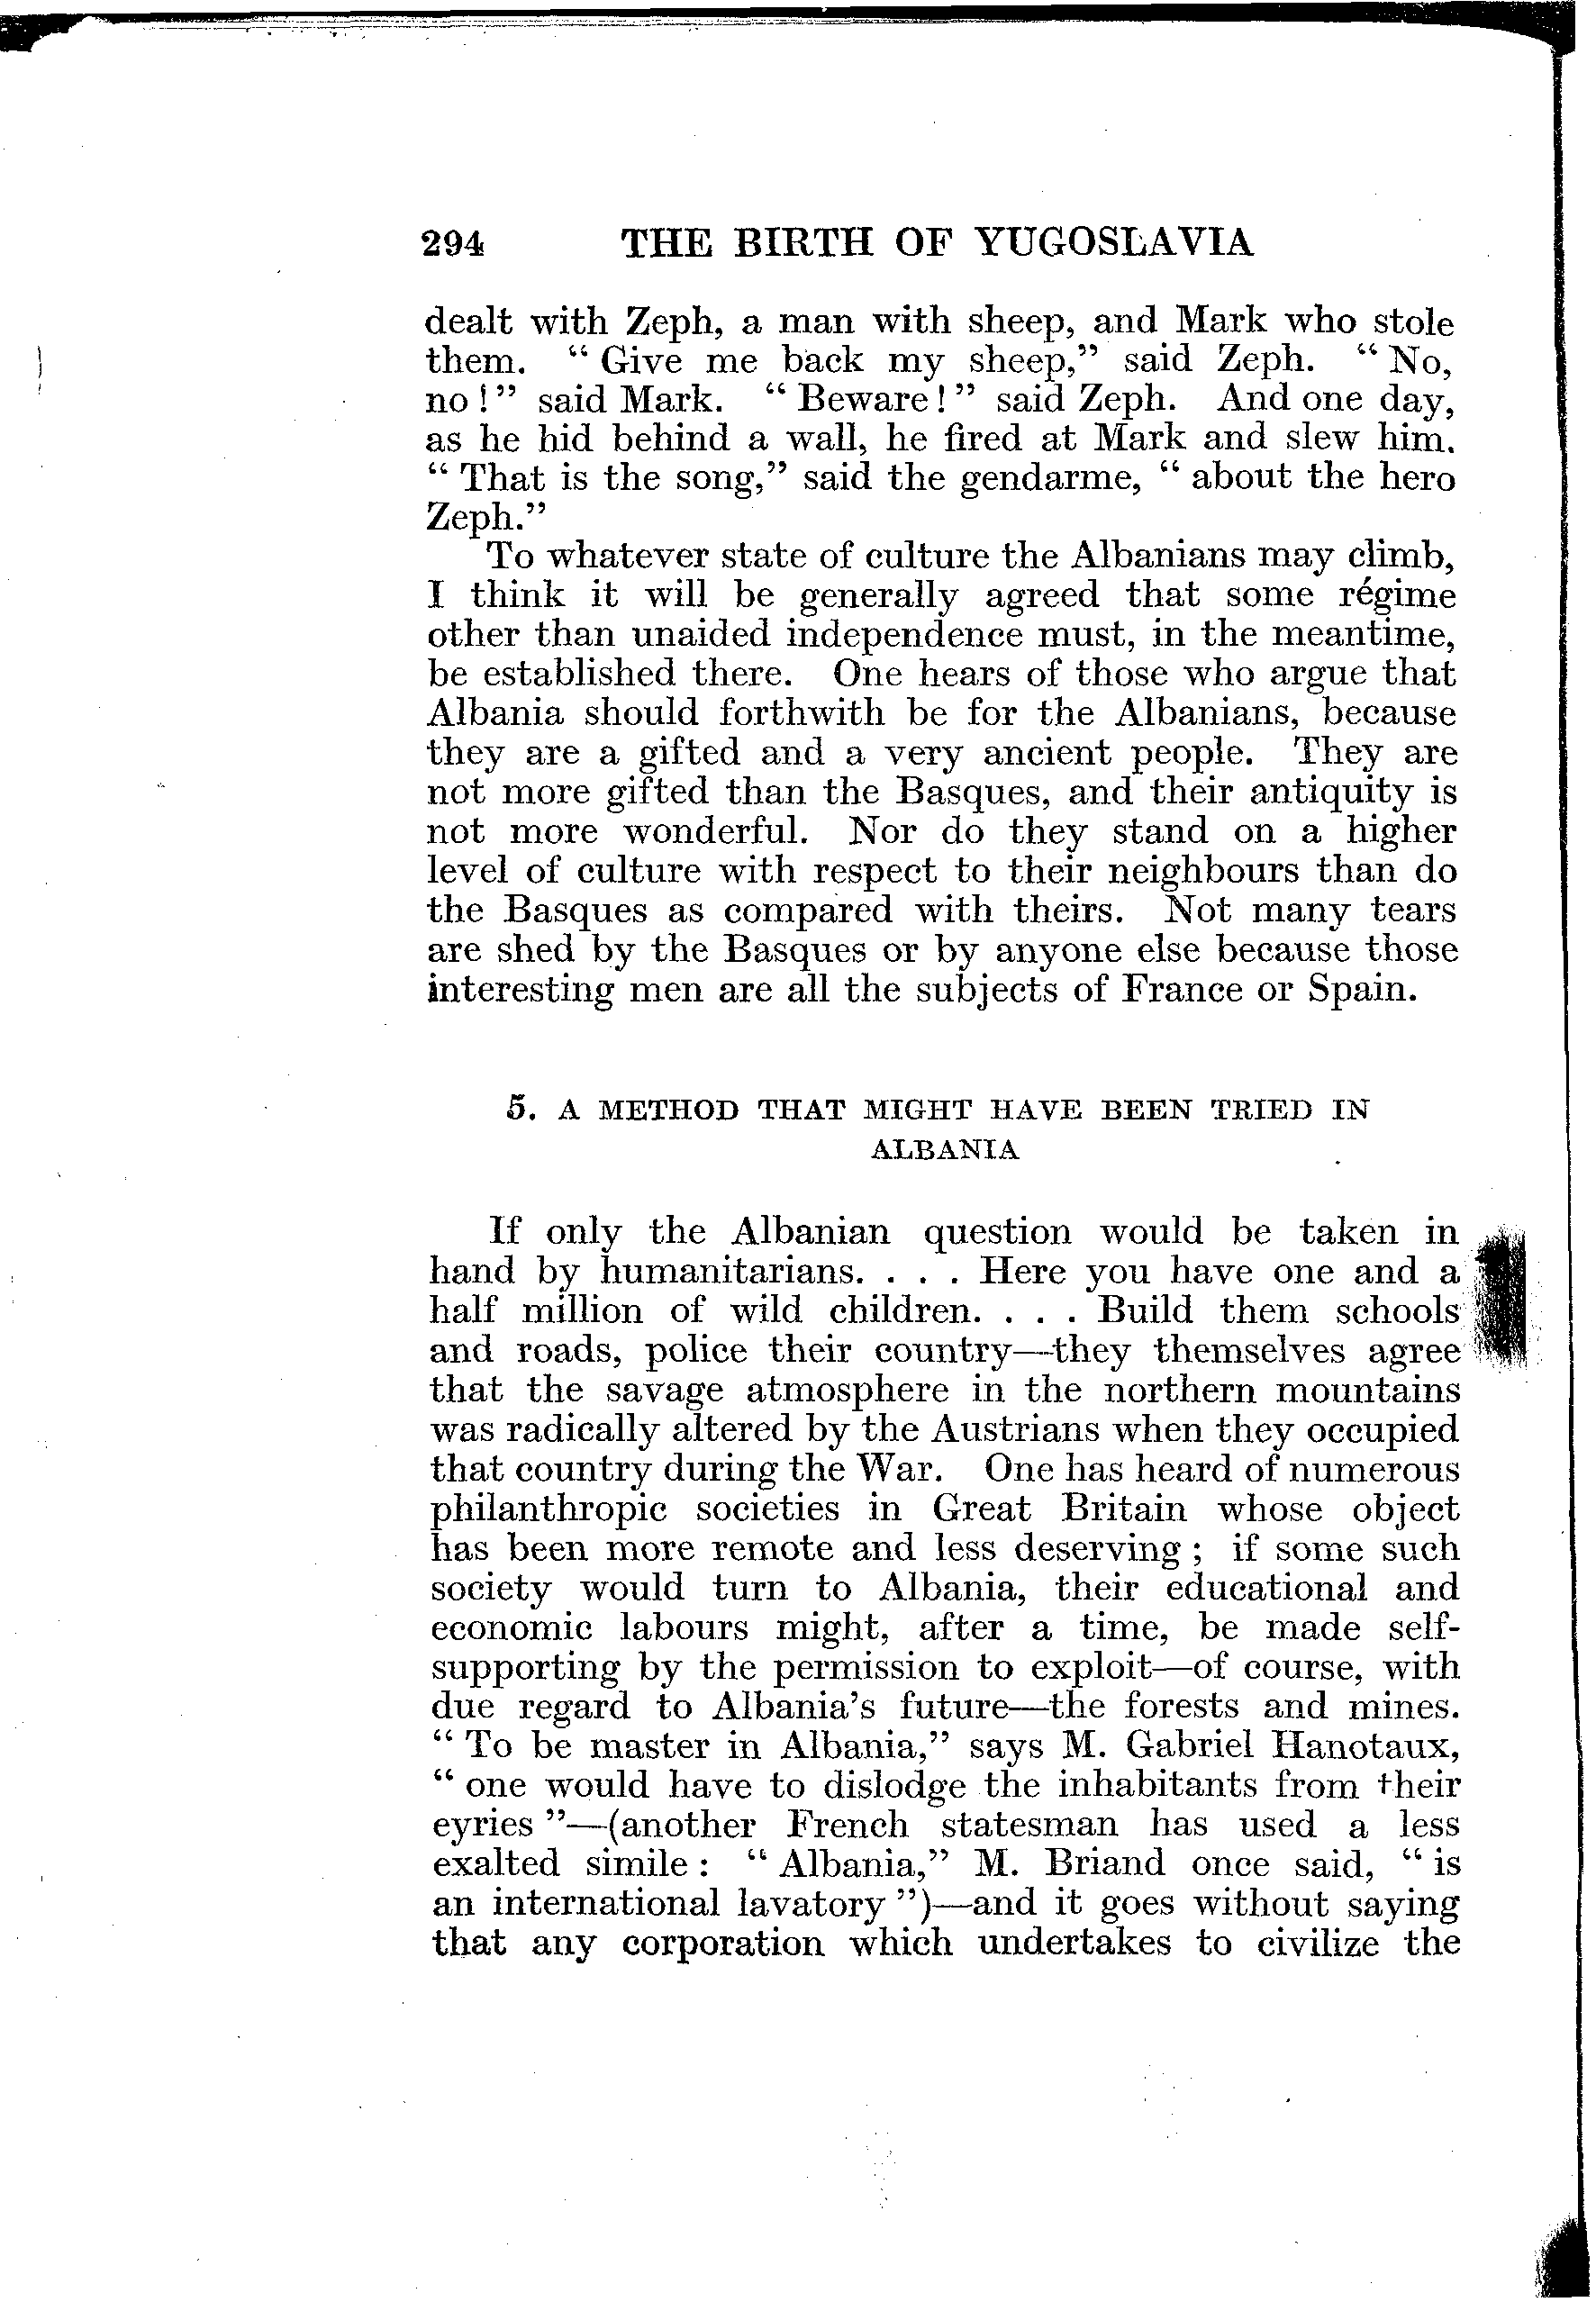 294 THE BIRTH OF YUGOSLAVIA
dealt with Zeph, a man with sheep, and Mark who stole
them. “ Give me back my sheep,” said Zeph. “ No,
no ! ” said Mark. “ Beware ! ” said Zeph. And one day,
as he hid behind a wall, he fired at Mark and slew him.
“ That is the song,” said the gendarme, “ about the hero
Zeph.”
To whatever state of culture the Albanians may climb,
I think it will be generally agreed that some régime
other than unaided independence must, in the meantime,
be established there. One hears of those who argue that
Albania should forthwith be for the Albanians, because
they are a gifted and a very ancient people. They are
not more gifted than the Basques, and their antiquity is
not more wonderful. Nor do they stand on a higher
level of culture with respect to their neighbours than do
the Basques as compared with theirs. Not many tears
are shed by the Basques or by anyone else because those
interesting men are all the subjects of France or Spain.
5. A METHOD THAT MIGHT HAVE BEEN TRIED IN
ALBANIA
If only the Albanian question would be taken in
hand by humanitarians. . . . Here you have one and a
half million of wild children. . . . Build them schools
and roads, police their country—they themselves agree
that the savage atmosphere in the northern mountains
was radically altered by the Austrians when they occupied
that country during the War. One has heard of numerous
philanthropic societies in Great Britain whose object
has been more remote and less deserving ; if some such
society would turn to Albania, their educational and
economic labours might, after a time, be made self-
supporting by the permission to exploit—of course, with
due regard to Albania’s future—the forests and mines.
“ To be master in Albania,” says M. Gabriel Hanotaux,
“ one would have to dislodge the inhabitants from their
eyries ”—(another French statesman has used a less
exalted simile : “ Albania,” M. Briand once said, “ is
an international lavatory ”)—and it goes without saying
that any corporation which undertakes to civilize the